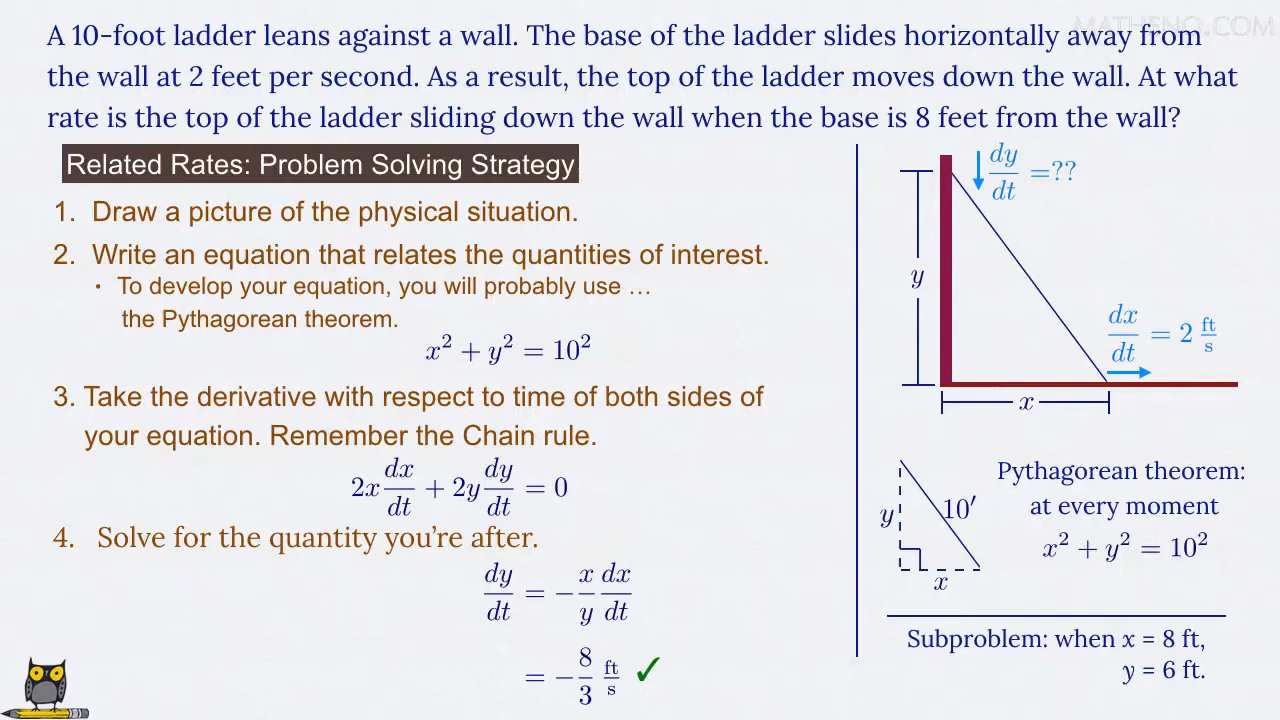 MATHENO.COM
A 10-foot ladder leans against a wall. The base of the ladder slides horizontally away from
the wall at 2 feet per second. As a result, the top of the ladder moves down the wall. At what
rate is the top of the ladder sliding down the wall when the base is 8 feet from the wall?
Related Rates: Problem Solving Strategy
1. Draw a picture of the physical situation.
2. Write an equation that relates the quantities of interest.
• To develop your equation, you will probably use …
the Pythagorean theorem.
x² + y² = 10²
3. Take the derivative with respect to time of both sides of
your equation. Remember the Chain rule.
2x dx/dt + 2y dy/dt = 0
4. Solve for the quantity you’re after.
dy/dt = − x/y dx/dt
= − 8/3 ft/s ✓
dy/dt =??
y
dx/dt = 2 ft/s
x
Pythagorean theorem:
at every moment
x² + y² = 10²
y
10′
x
Subproblem: when x = 8 ft,
y = 6 ft.